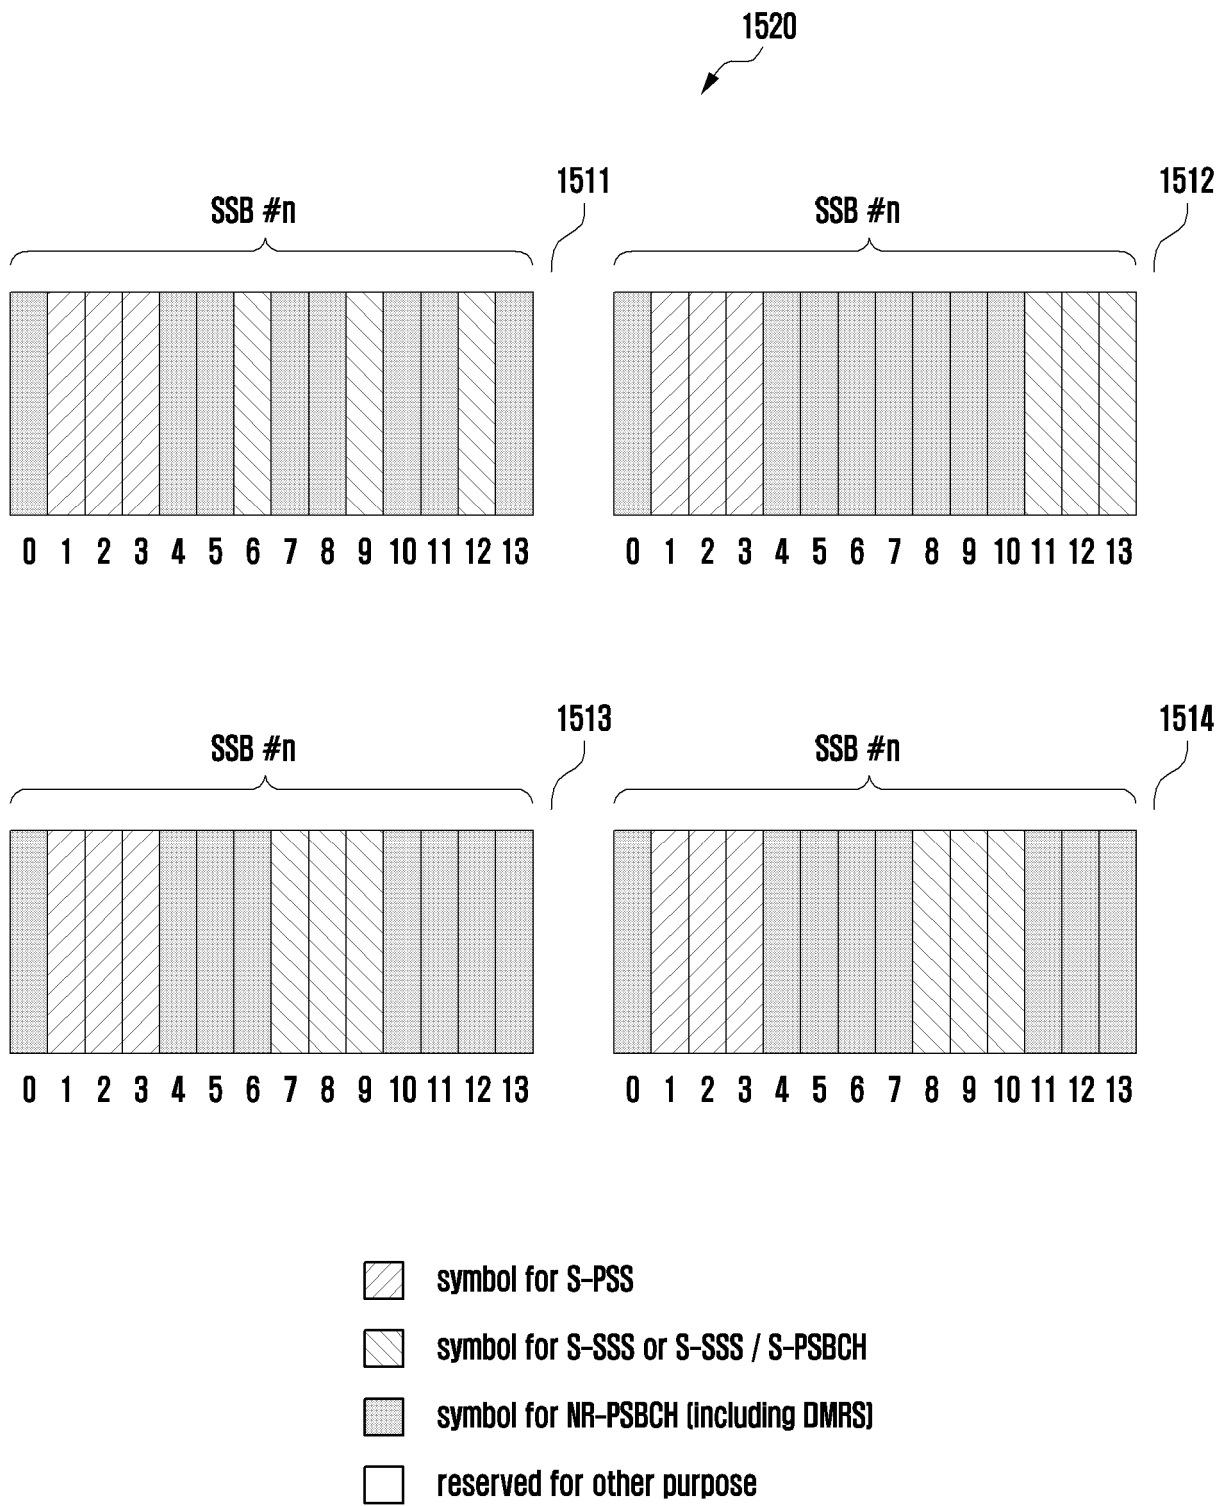 1520
1511
1512
SSB #n
SSB #n
0 1 2 3 4 5 6 7 8 9 10 11 12 13
0 1 2 3 4 5 6 7 8 9 10 11 12 13
1513
1514
SSB #n
SSB #n
0 1 2 3 4 5 6 7 8 9 10 11 12 13
0 1 2 3 4 5 6 7 8 9 10 11 12 13
symbol for S-PSS
symbol for S-SSS or S-SSS / S-PSBCH
symbol for NR-PSBCH (including DMRS)
reserved for other purpose